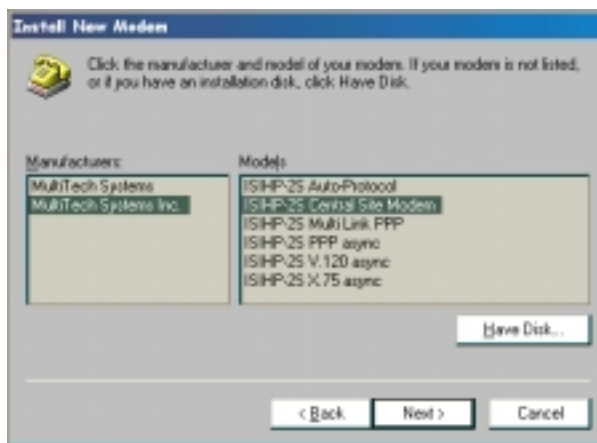 Install New Modem
Click the manufacturer and model of your modem. If your modem is not listed,
or if you have an installation disk, click Have Disk.
Manufacturers:
MultiTech Systems
MultiTech Systems Inc.
Models
ISIHP-2S Auto-Protocol
ISIHP-2S Central Site Modem
ISIHP-2S Multi Link PPP
ISIHP-2S PPP async
ISIHP-2S V.120 async
ISIHP-2S X.75 async
Have Disk...
< Back
Next >
Cancel